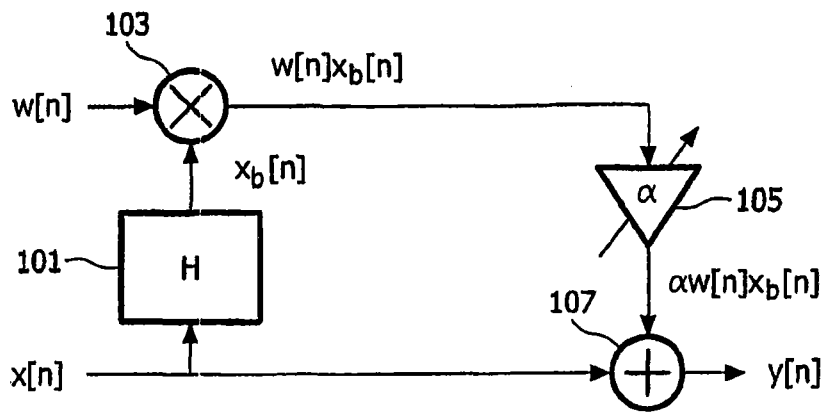 103
w[n]
w[n]x_b[n]
x_b[n]
α
105
101
H
αw[n]x_b[n]
107
x[n]
y[n]